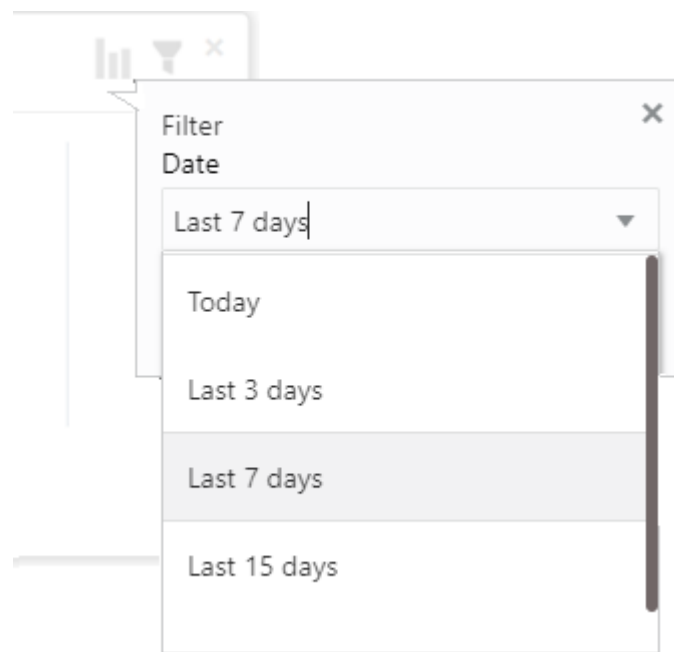 Filter
Date
Last 7 days
Today
Last 3 days
Last 7 days
Last 15 days